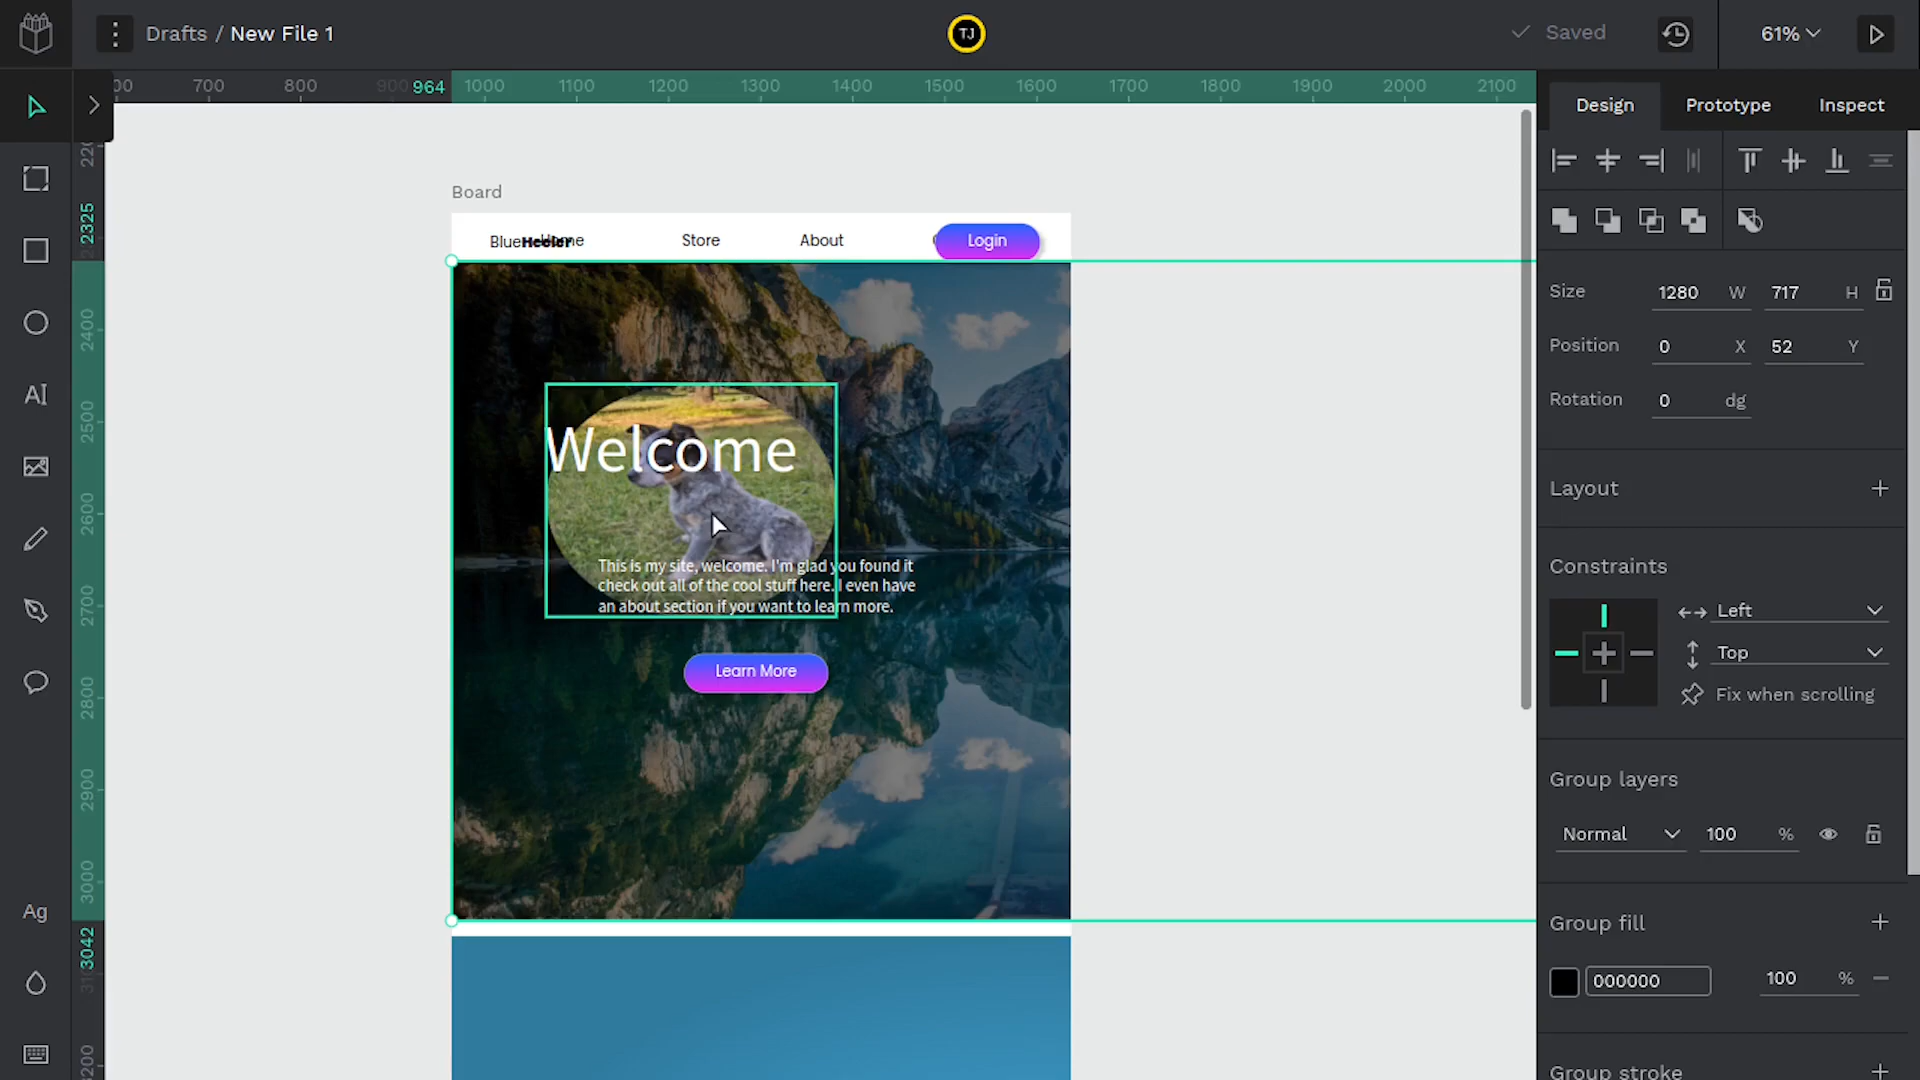 Drafts / New File 1
TJ
Saved
61%
700 800 900 964 1000 1100 1200 1300 1400 1500 1600 1700 1800 1900 2000 2100
Design Prototype Inspect
2325
2400
2500
2600
2700
2800
2900
3000
3042
3200
Board
Blue Heeler Home Store About Login
Welcome
This is my site, welcome. I'm glad you found it
check out all of the cool stuff here. I even have
an about section if you want to learn more.
Learn More
AI
Ag
Size 1280 W 717 H
Position 0 X 52 Y
Rotation 0 dg
Layout
Constraints
Left
Top
Fix when scrolling
Group layers
Normal 100 %
Group fill
000000 100 %
Group stroke